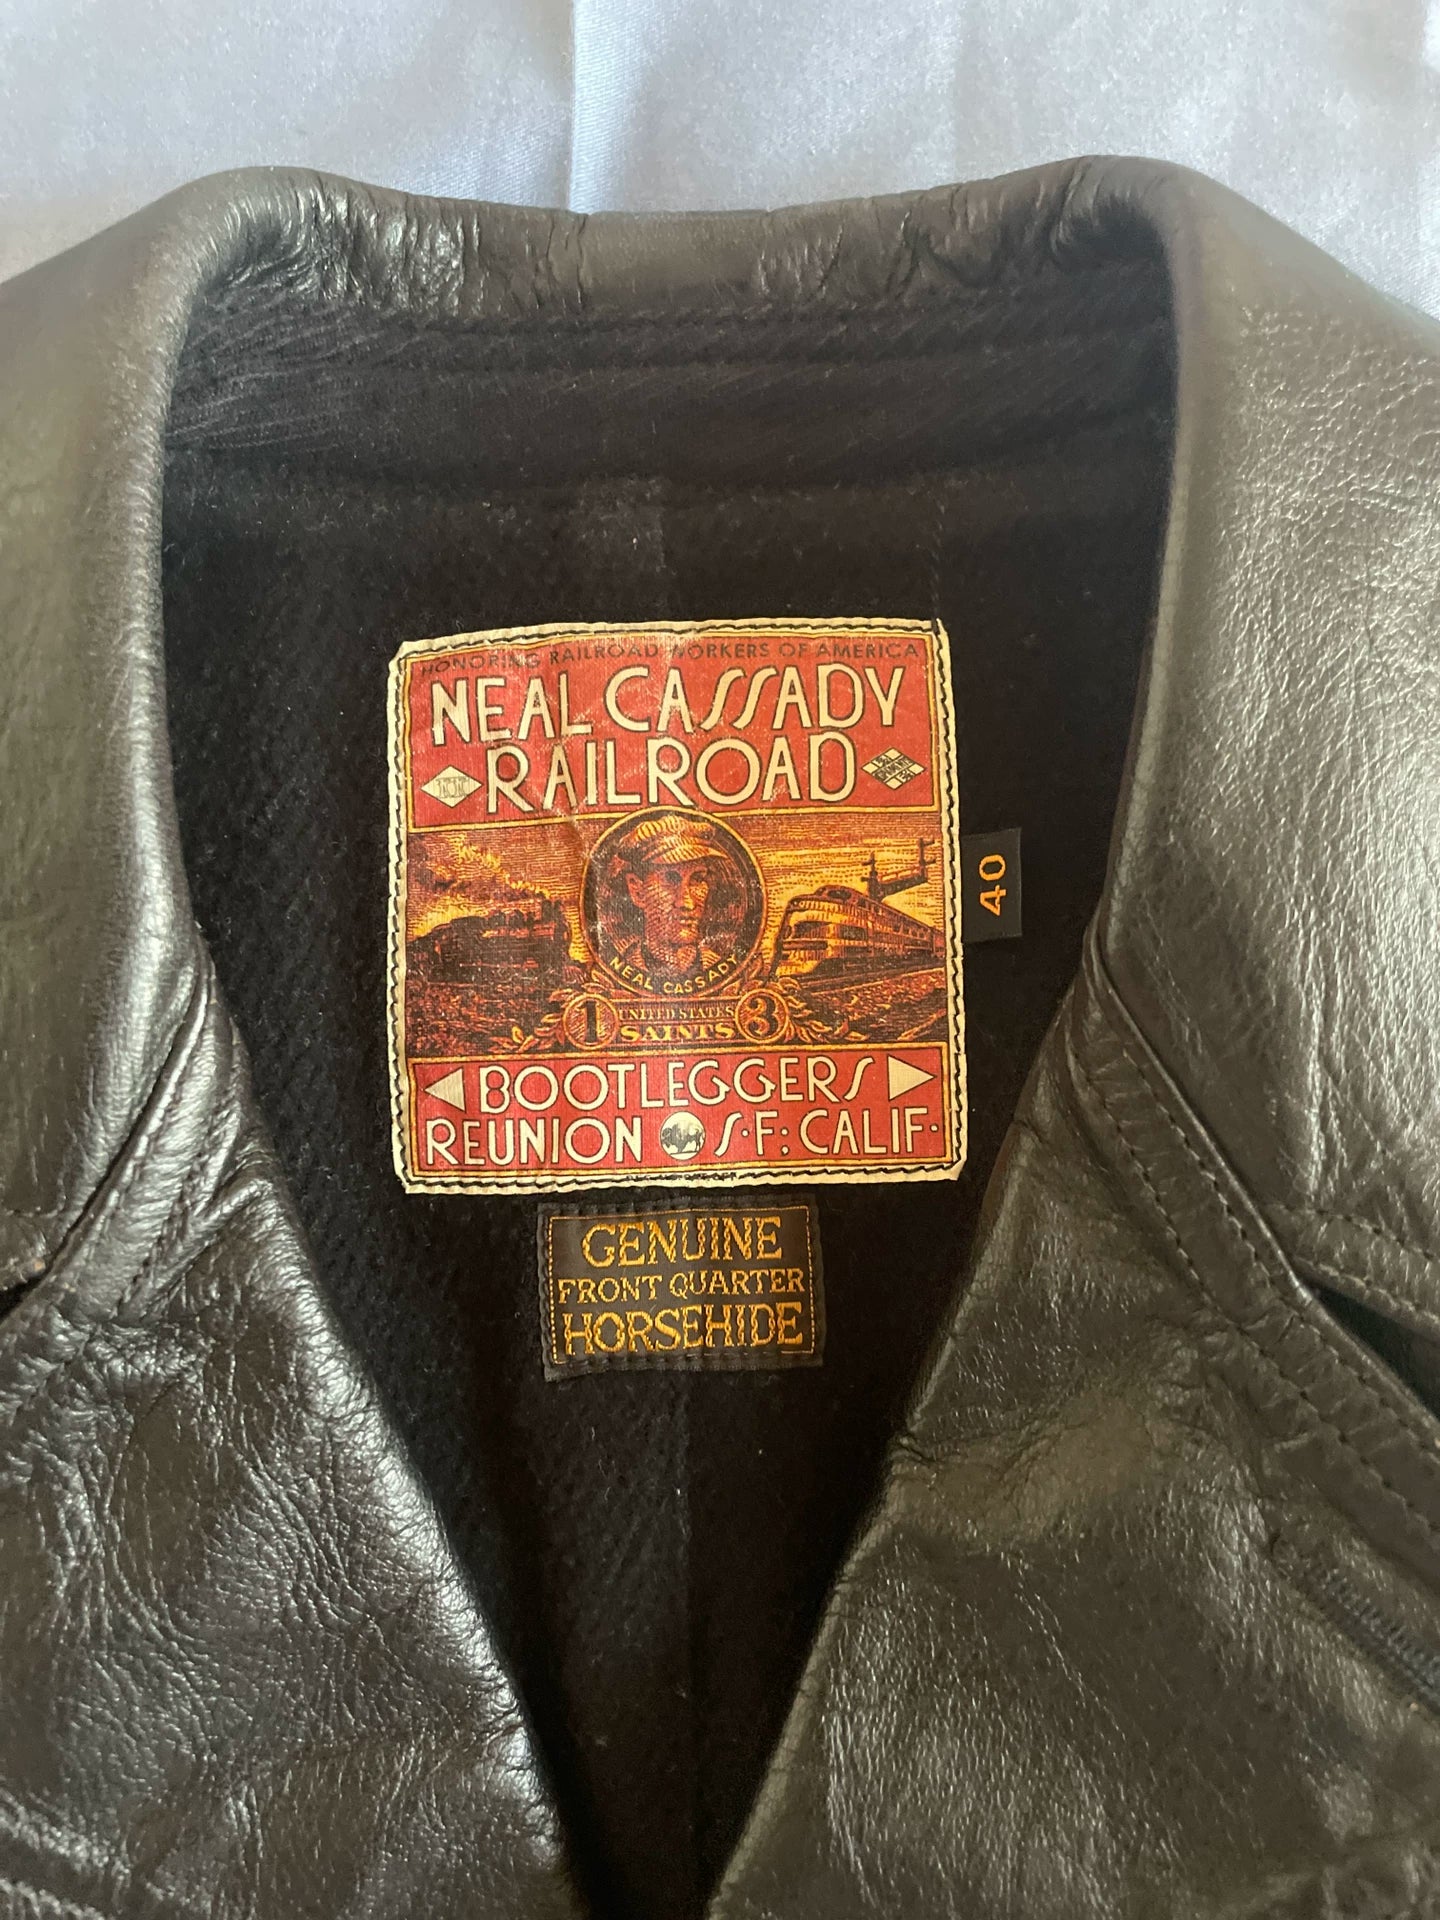 HONORING RAILROAD WORKERS OF AMERICA
NEAL CASSADY
RAILROAD
NEAL CASSADY
1 UNITED STATES 3
SAINTS
BOOTLEGGERS
REUNION S.F: CALIF.
40
GENUINE
FRONT QUARTER
HORSEHIDE